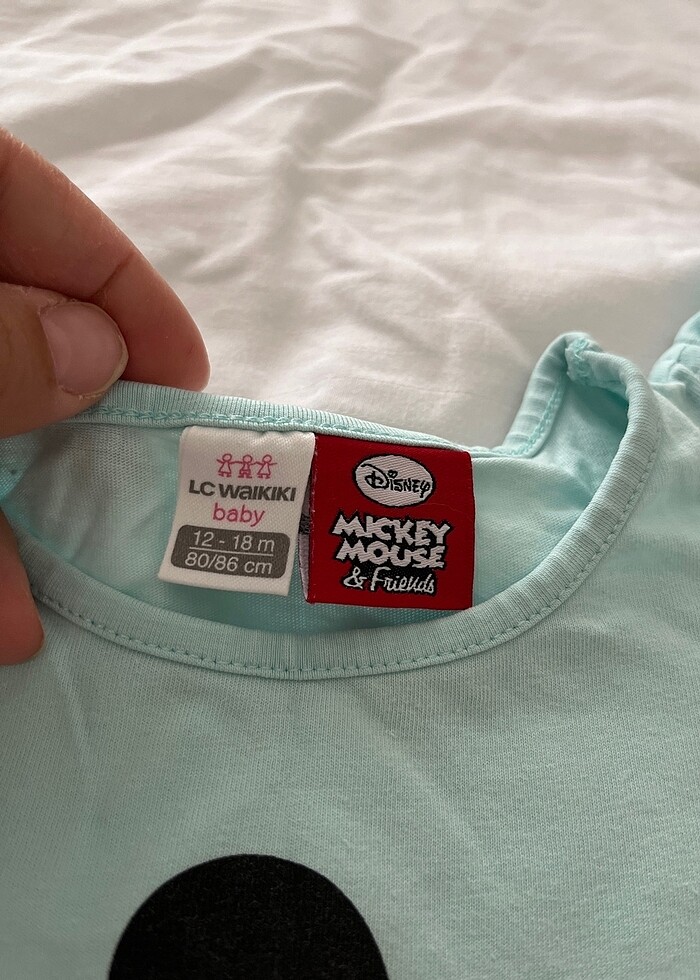 LC WAIKIKI
baby
12 - 18 m
80/86 cm
Disney
MICKEY
MOUSE
& Friends